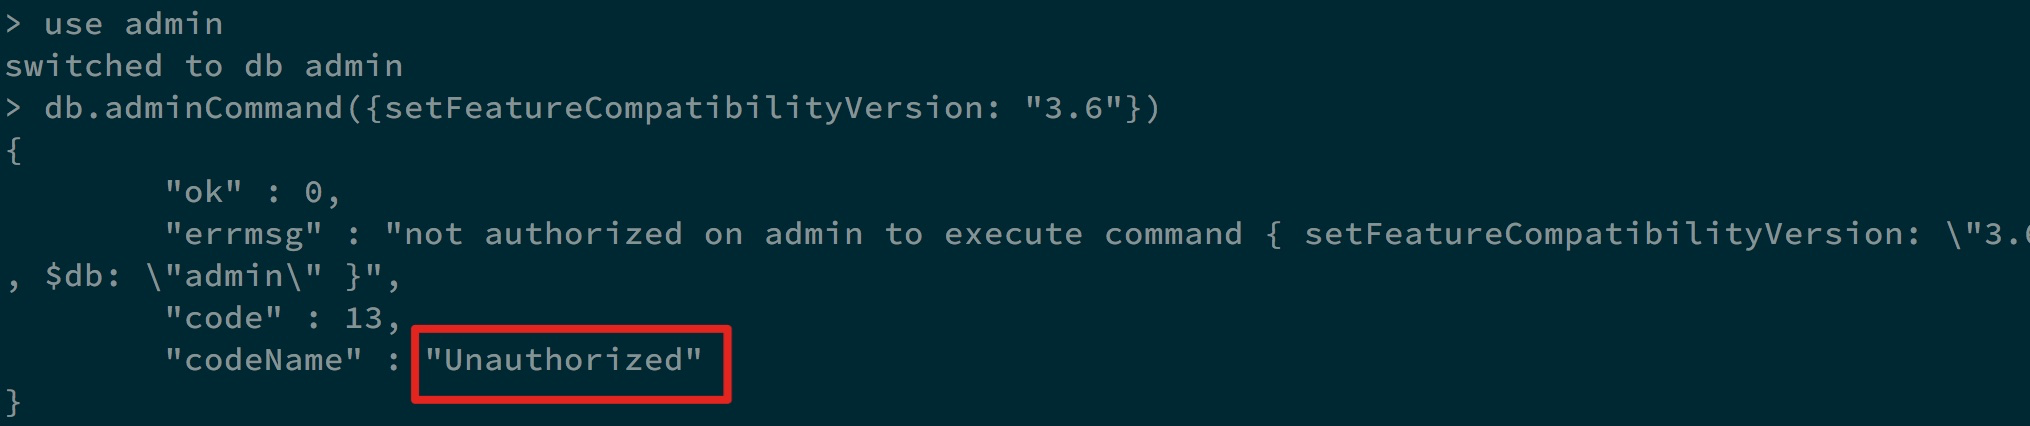 > use admin
switched to db admin
> db.adminCommand({setFeatureCompatibilityVersion: "3.6"})
{
"ok" : 0,
"errmsg" : "not authorized on admin to execute command { setFeatureCompatibilityVersion: \"3.6
, $db: \"admin\" }",
"code" : 13,
"codeName" : "Unauthorized"
}